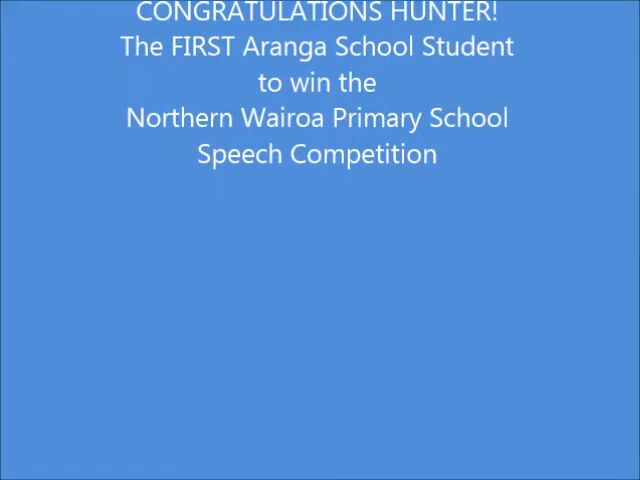 CONGRATULATIONS HUNTER!
The FIRST Aranga School Student
to win the
Northern Wairoa Primary School
Speech Competition